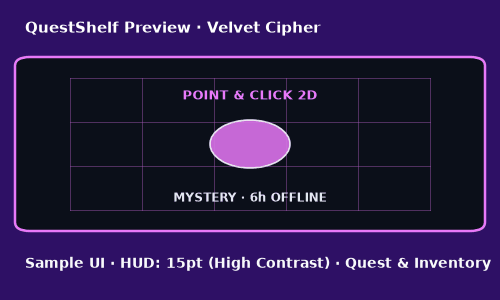 QuestShelf Preview · Velvet Cipher
POINT & CLICK 2D
MYSTERY · 6h OFFLINE
Sample UI · HUD: 15pt (High Contrast) · Quest & Inventory